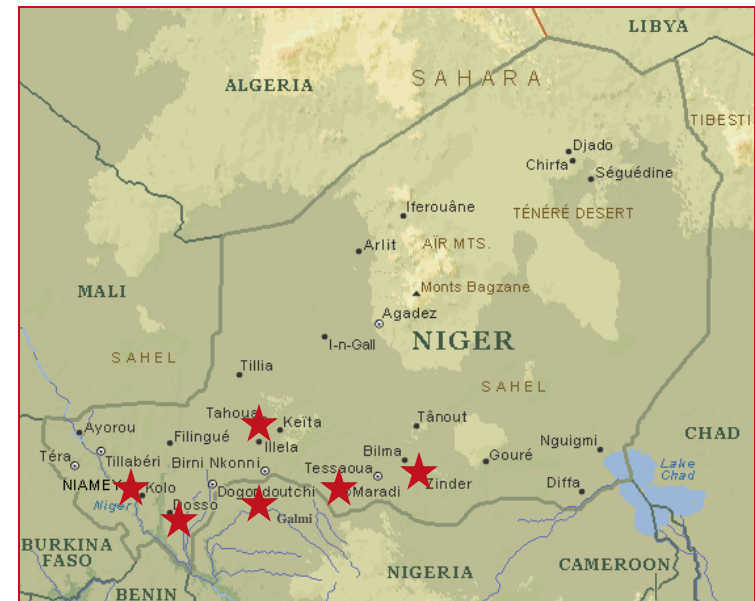 LIBYA
ALGERIA
SAHARA
TIBESTI
Djado
Chirfa
Séguédine
Iferouâne
TÉNÉRÉ DESERT
Arlit
AÏR MTS.
MALI
Monts Bagzane
Agadez
NIGER
I-n-Gall
SAHEL
Tillia
SAHEL
Tahoua
Keïta
Tânout
Ayorou
Filingué
Illela
Nguigmi
CHAD
Téra
Tillabéri
Birni Nkonni
Bilma
Gouré
Tessaoua
Lake
Chad
NIAMEY
Kolo
Dogondoutchi
Maradi
Zinder
Diffa
Niger
Dosso
Galmi
BURKINA
FASO
NIGERIA
CAMEROON
BENIN